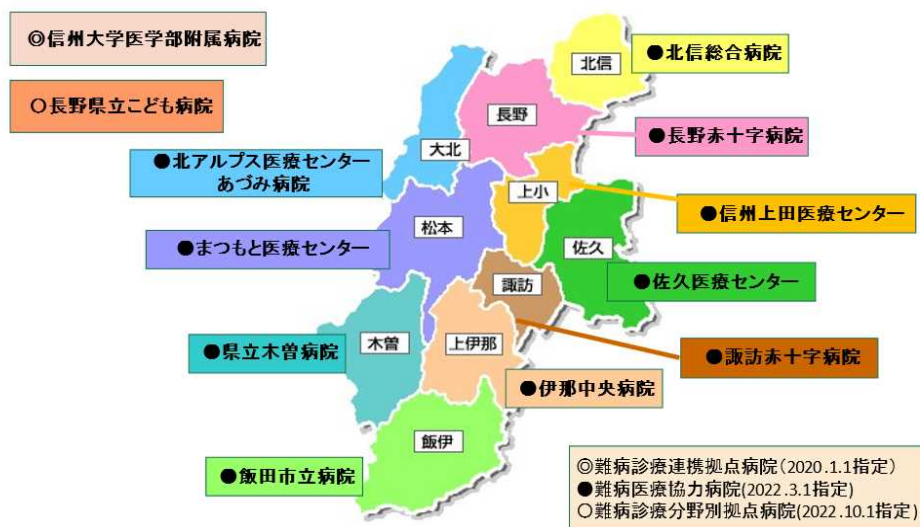 ◎信州大学医学部附属病院
○長野県立こども病院
北信
●北信総合病院
長野
●長野赤十字病院
大北
●北アルプス医療センター
あづみ病院
上小
●信州上田医療センター
松本
●まつもと医療センター
佐久
●佐久医療センター
諏訪
●諏訪赤十字病院
木曽
●県立木曽病院
上伊那
●伊那中央病院
飯伊
●飯田市立病院
◎難病診療連携拠点病院(2020.1.1指定)
●難病医療協力病院(2022.3.1指定)
○難病診療分野別拠点病院(2022.10.1指定)